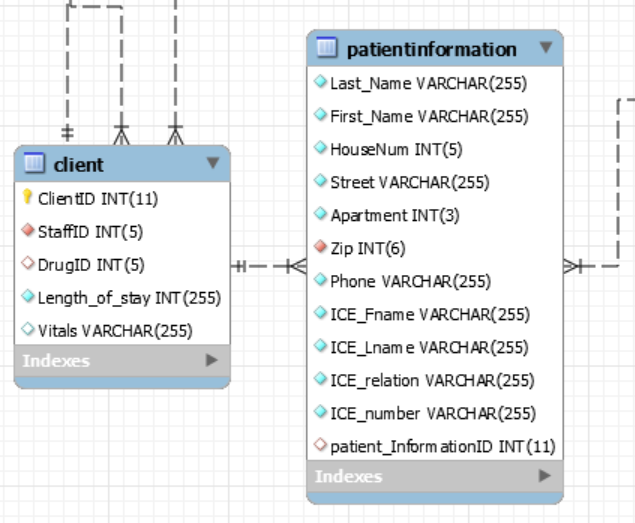 client
ClientID INT(11)
StaffID INT(5)
DrugID INT(5)
Length_of_stay INT(255)
Vitals VARCHAR(255)
Indexes
patientinformation
Last_Name VARCHAR(255)
First_Name VARCHAR(255)
HouseNum INT(5)
Street VARCHAR(255)
Apartment INT(3)
Zip INT(6)
Phone VARCHAR(255)
ICE_Fname VARCHAR(255)
ICE_Lname VARCHAR(255)
ICE_relation VARCHAR(255)
ICE_number VARCHAR(255)
patient_InformationID INT(11)
Indexes